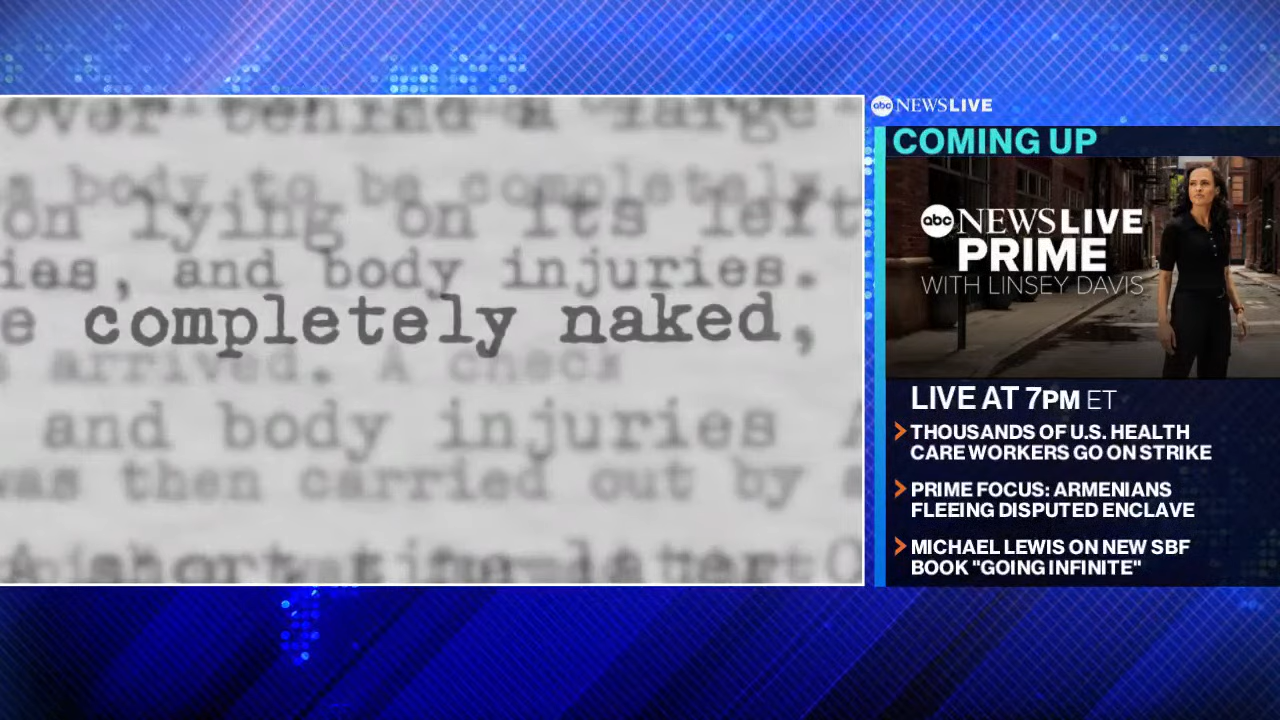 over behind a large
s body to be completely
on lying on its left
ies, and body injuries.
e completely naked,
s arrived. A check
and body injuries A
was then carried out by a
A short time later
abc NEWS LIVE
COMING UP
abc NEWS LIVE
PRIME
WITH LINSEY DAVIS
LIVE AT 7PM ET
THOUSANDS OF U.S. HEALTH
CARE WORKERS GO ON STRIKE
PRIME FOCUS: ARMENIANS
FLEEING DISPUTED ENCLAVE
MICHAEL LEWIS ON NEW SBF
BOOK "GOING INFINITE"